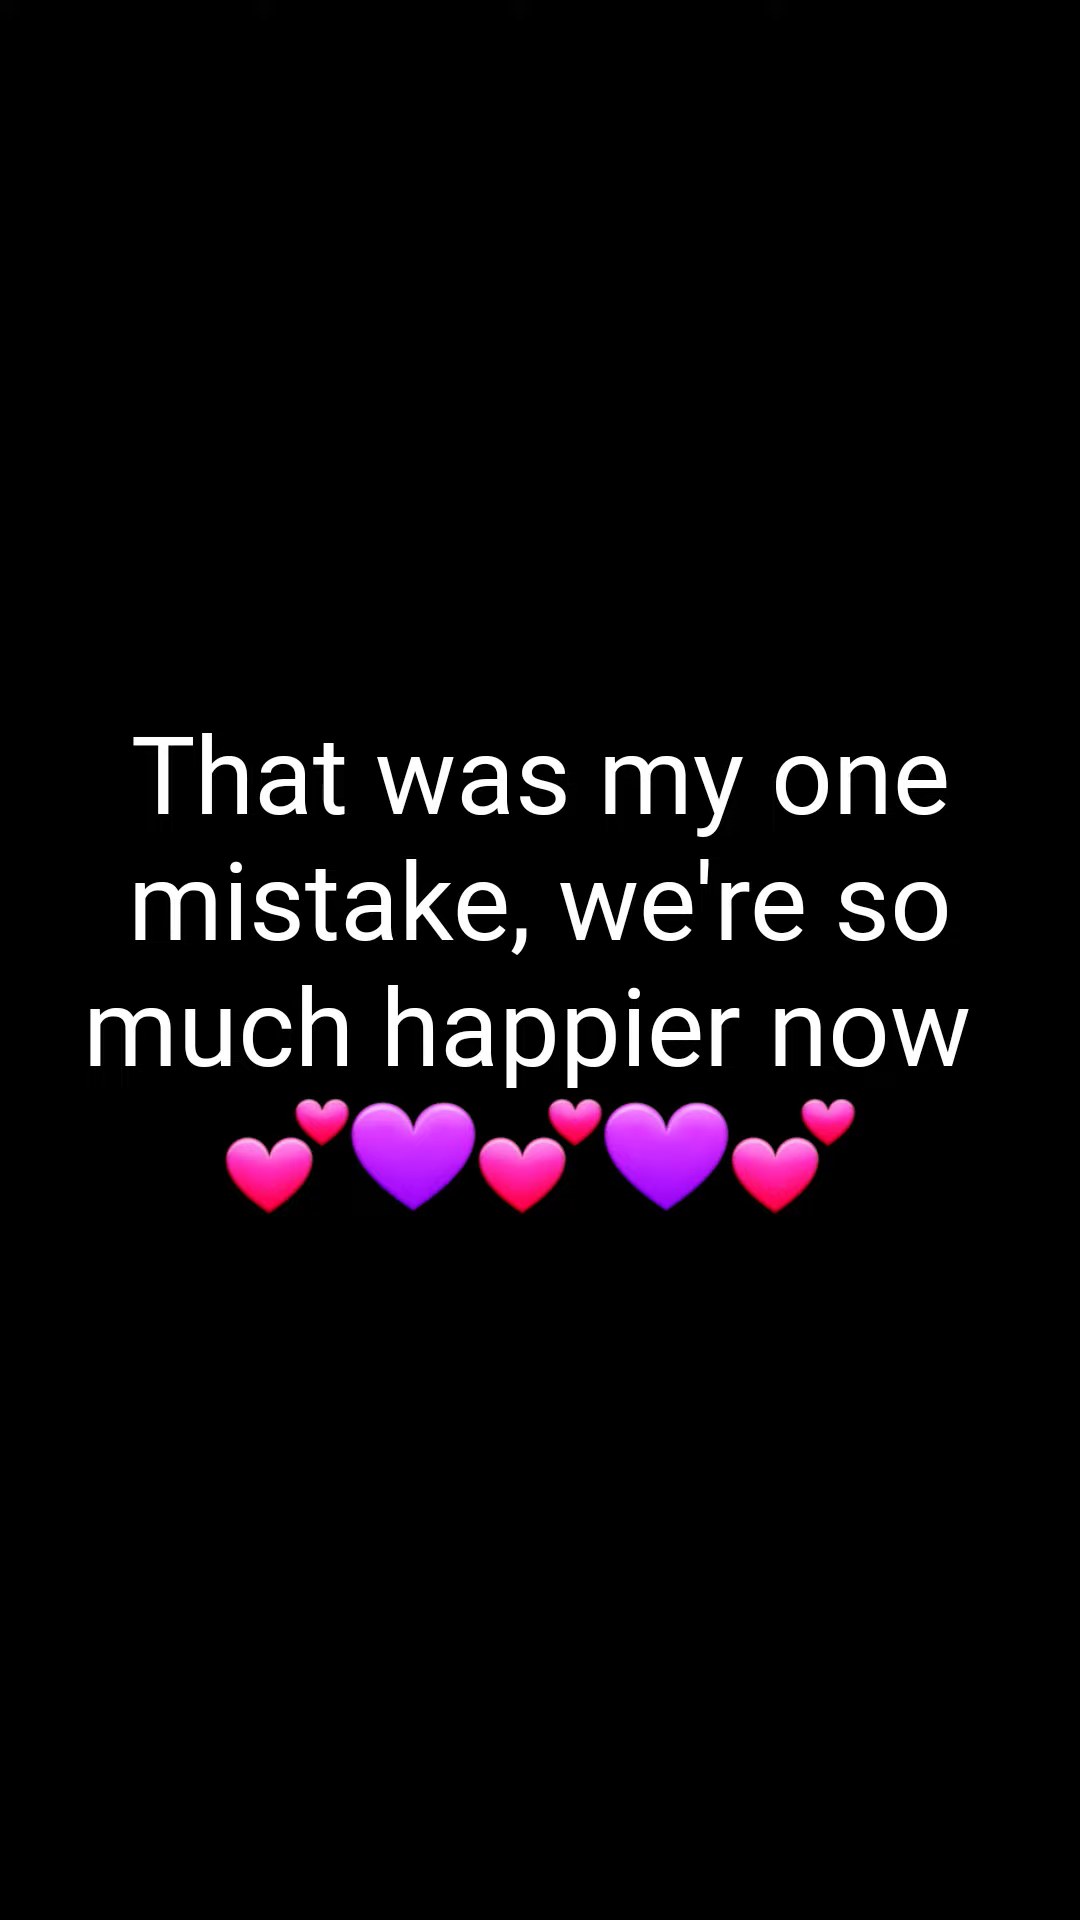 That was my one
mistake, we're so
much happier now
💕💜💕💜💕